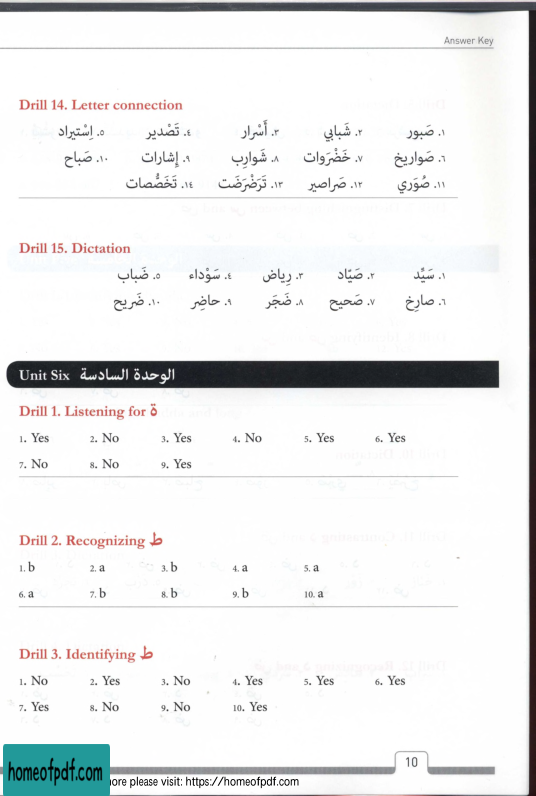 Answer Key
Drill 14. Letter connection
١. صَبور ٢. شَبابي ٣. أَسْرار ٤. تَصْدير ٥. اِسْتيراد
٦. صَواريخ ٧. خَضْرَوات ٨. شَوارِب ٩. إِشارات ١٠. صَباح
١١. صُوَري ١٢. صَراصير ١٣. تَرَضْرَضَت ١٤. تَخَصُّصات
Drill 15. Dictation
١. سَيِّد ٢. صَيّاد ٣. رِياض ٤. سَوْداء ٥. ضَباب
٦. صارِخ ٧. صَحيح ٨. ضَجَر ٩. حاضِر ١٠. ضَريح
Unit Six الوحدة السادسة
Drill 1. Listening for ة
1. Yes 2. No 3. Yes 4. No 5. Yes 6. Yes
7. No 8. No 9. Yes
Drill 2. Recognizing ط
1. b 2. a 3. b 4. a 5. a
6. a 7. b 8. b 9. b 10. a
Drill 3. Identifying ط
1. No 2. Yes 3. No 4. Yes 5. Yes 6. Yes
7. Yes 8. No 9. No 10. Yes
10
homeofpdf.com
ore please visit: https://homeofpdf.com